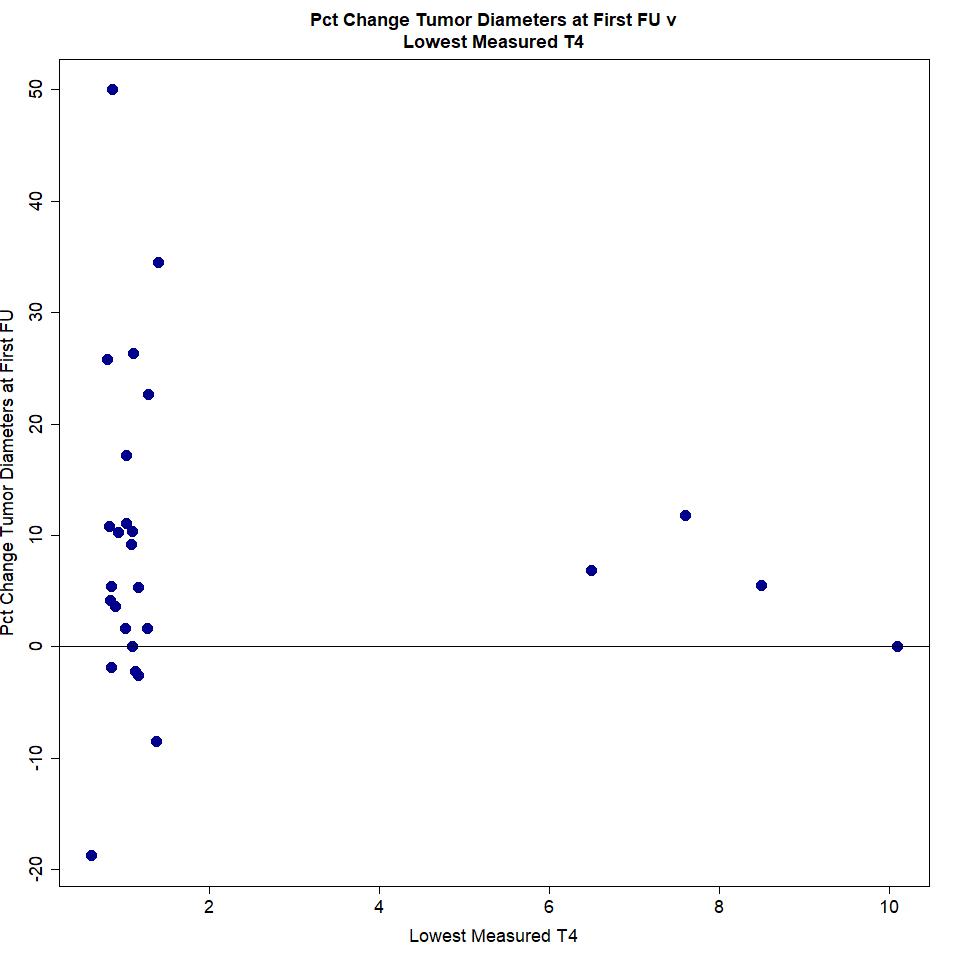 Pct Change Tumor Diameters at First FU v
Lowest Measured T4
Pct Change Tumor Diameters at First FU
50
40
30
20
10
0
-10
-20
2 4 6 8 10
Lowest Measured T4